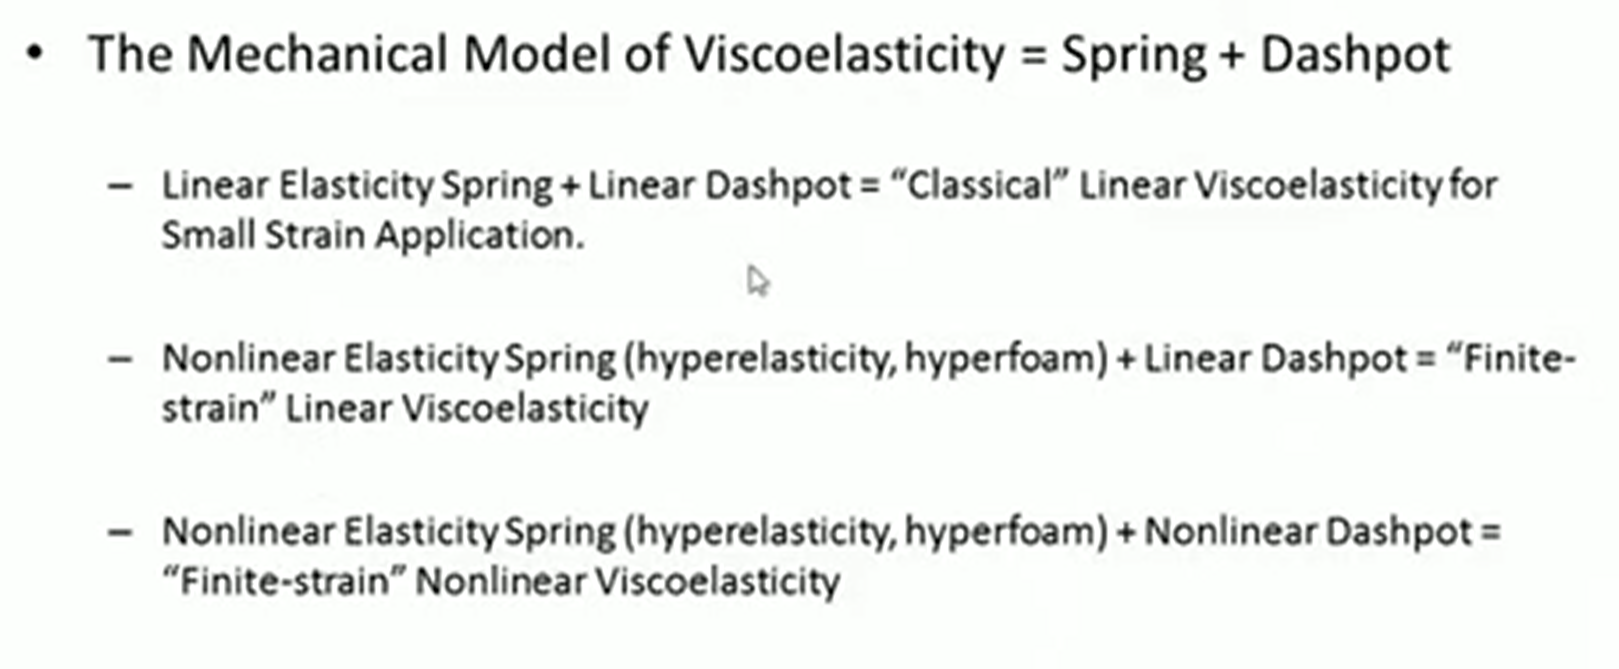 • The Mechanical Model of Viscoelasticity = Spring + Dashpot
– Linear Elasticity Spring + Linear Dashpot = “Classical” Linear Viscoelasticity for
Small Strain Application.
– Nonlinear Elasticity Spring (hyperelasticity, hyperfoam) + Linear Dashpot = “Finite-
strain” Linear Viscoelasticity
– Nonlinear Elasticity Spring (hyperelasticity, hyperfoam) + Nonlinear Dashpot =
“Finite-strain” Nonlinear Viscoelasticity